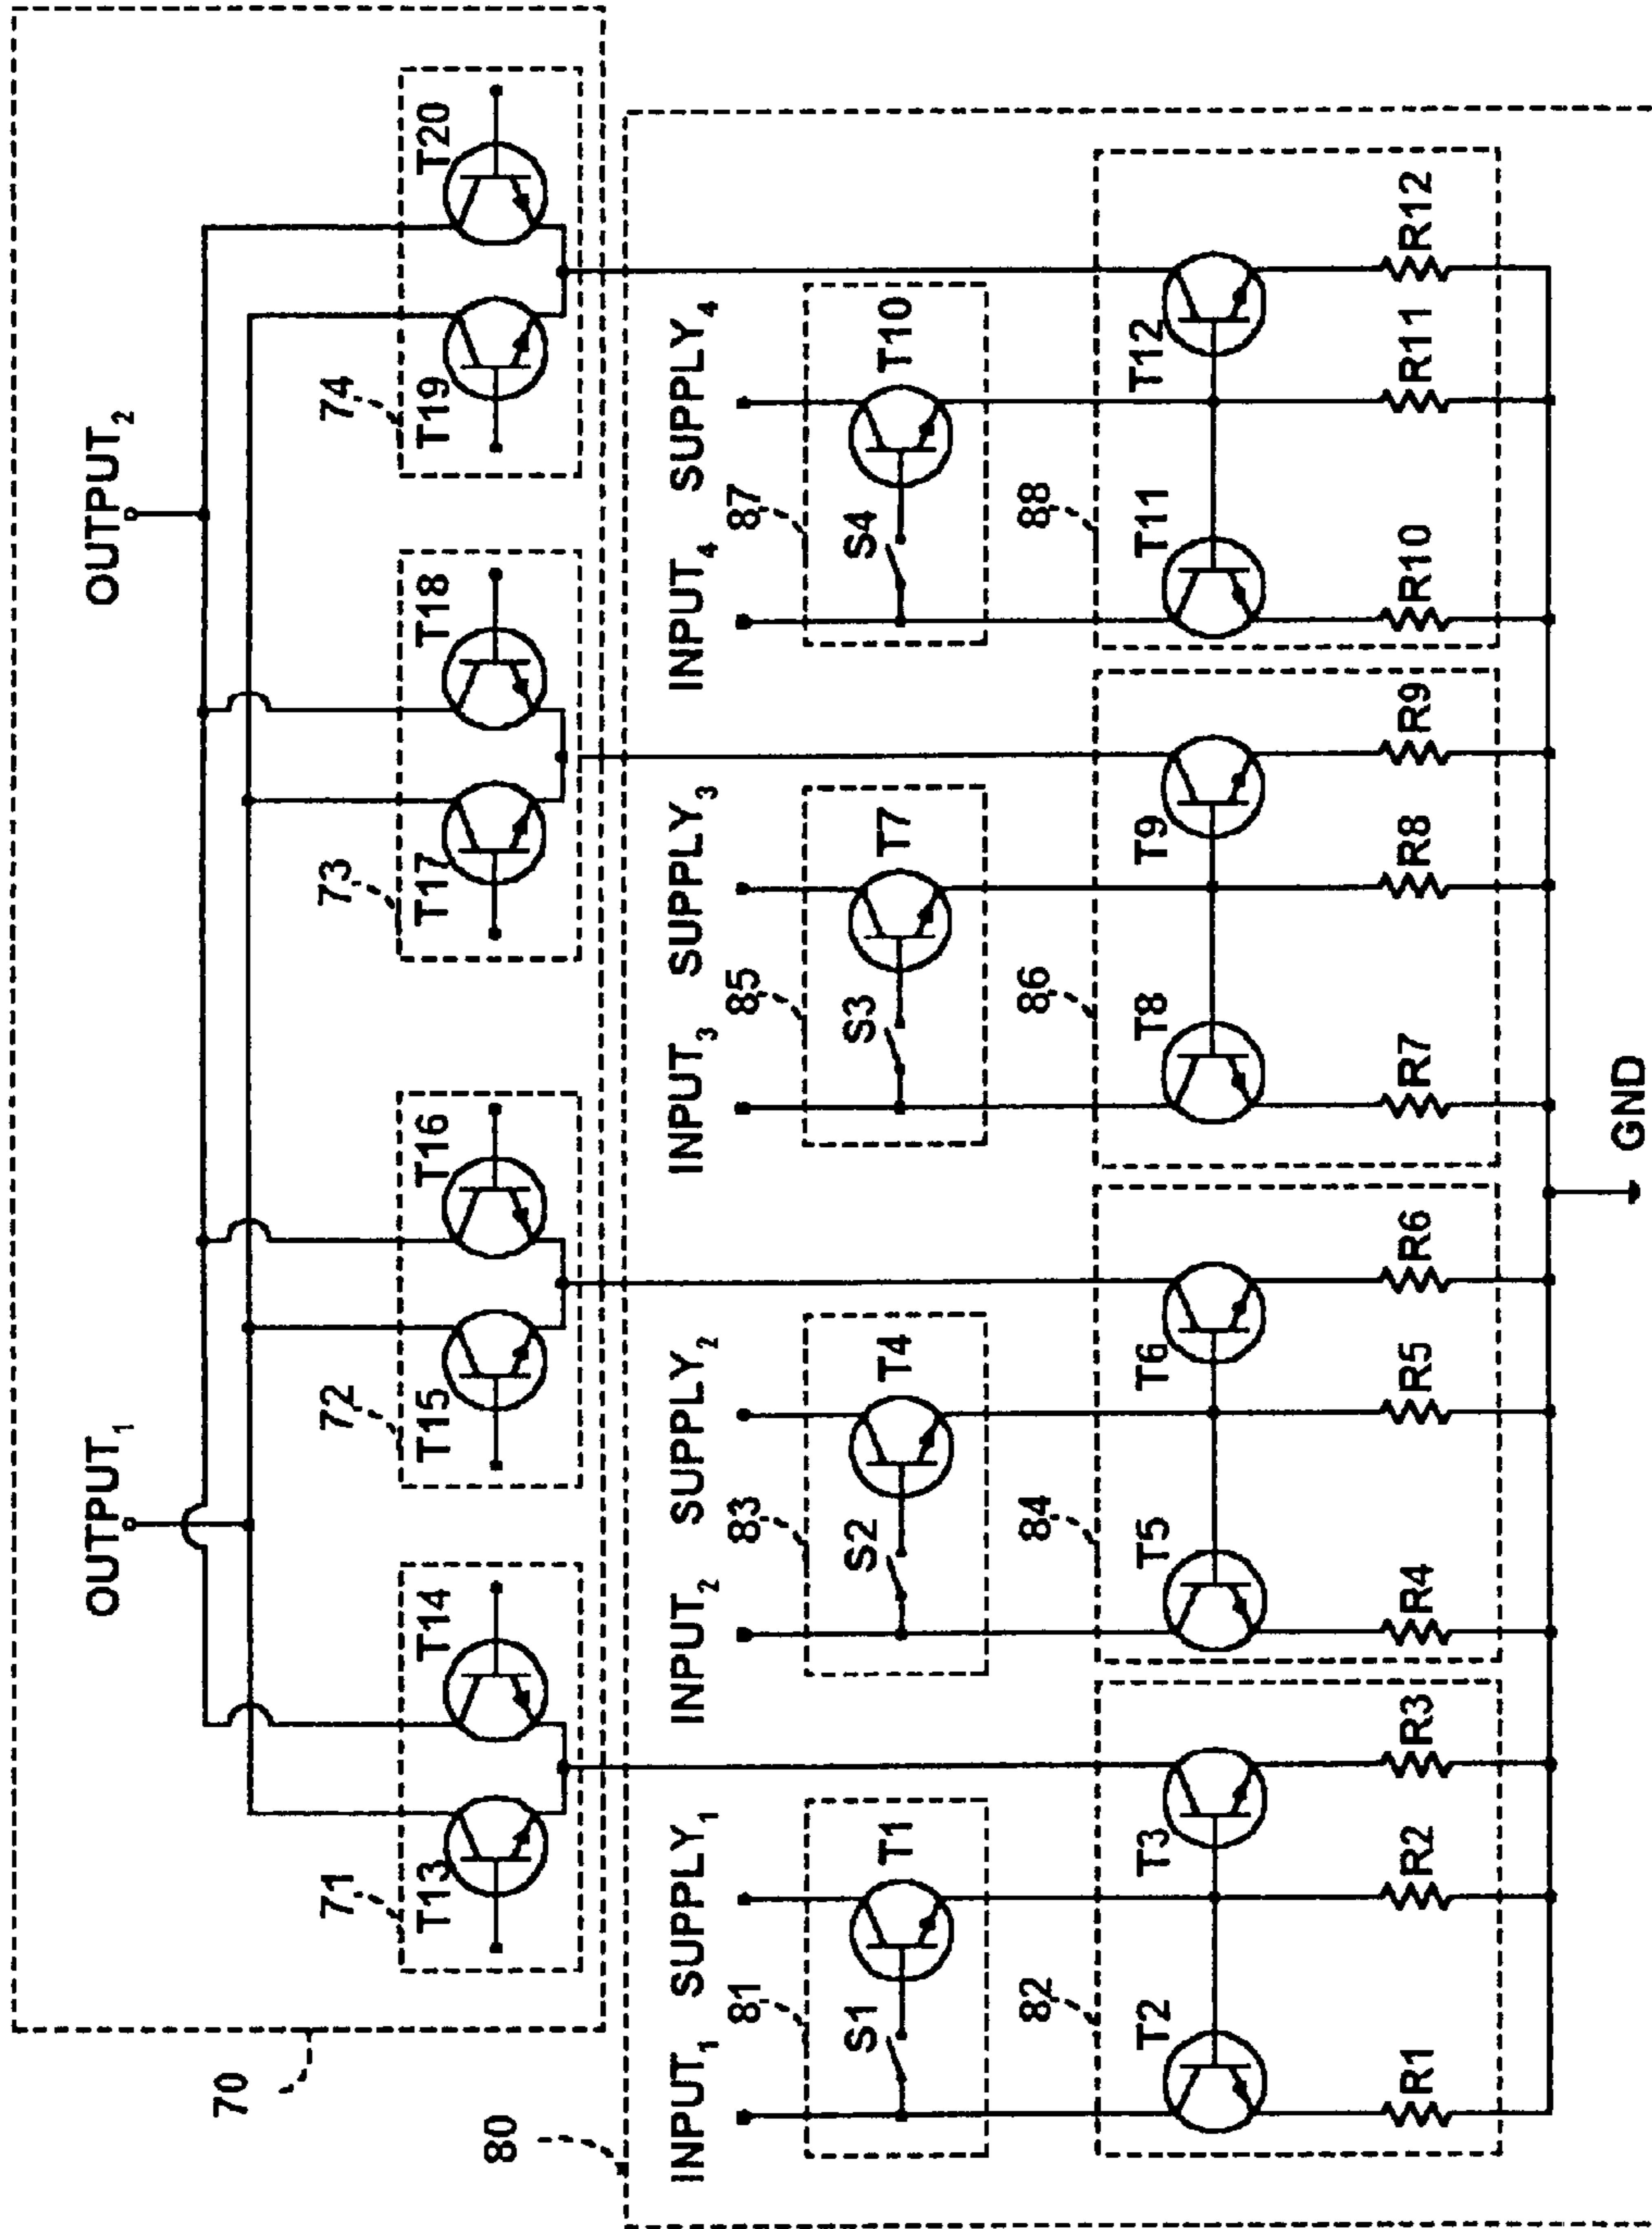 OUTPUT₁ OUTPUT₂
70
71 72 73 74
T13 T14 T15 T16 T17 T18 T19 T20
80
INPUT₁ SUPPLY₁ INPUT₂ SUPPLY₂ INPUT₃ SUPPLY₃ INPUT₄ SUPPLY₄
81 83 85 87
S1 T1 S2 T4 S3 T7 S4 T10
82 84 86 88
T2 T3 T5 T6 T8 T9 T11 T12
R1 R2 R3 R4 R5 R6 R7 R8 R9 R10 R11 R12
GND